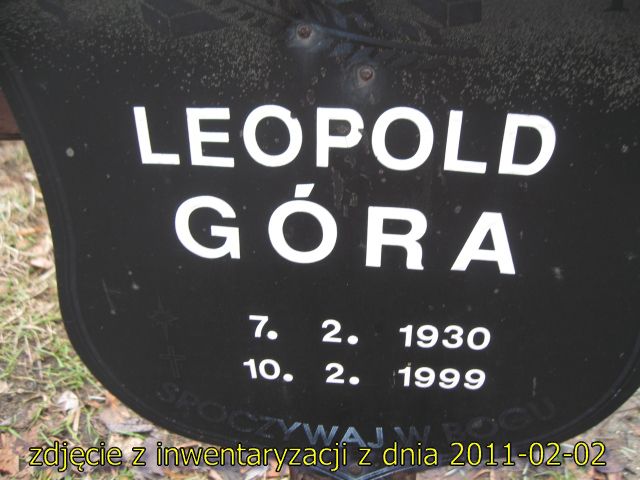 LEOPOLD
GÓRA
7. 2. 1930
10. 2. 1999
SPOCZYWAJ W BOGU
zdjęcie z inwentaryzacji z dnia 2011-02-02